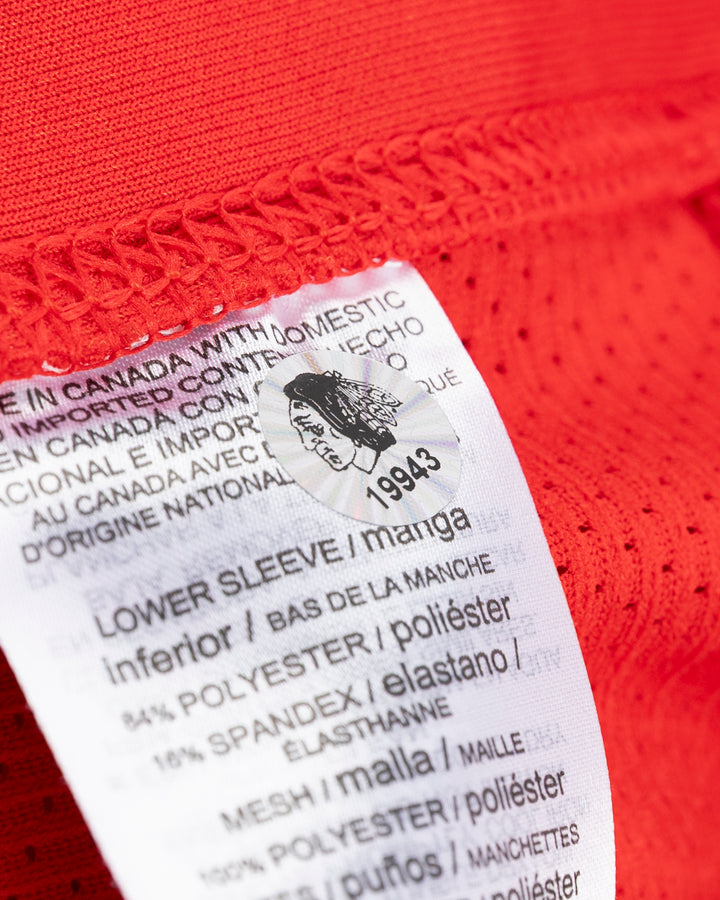 E IN CANADA WITH DOMESTIC
IMPORTED CONTEN HECHO
EN CANADA CON O
ACIONAL E IMPOR QUÉ
AU CANADA AVEC
D'ORIGINE NATIONAL
19943
LOWER SLEEVE / manga
inferior / BAS DE LA MANCHE
84% POLYESTER / poliéster
16% SPANDEX / elastano /
ÉLASTHANNE
MESH / malla / MAILLE
100% POLYESTER / poliéster
ES / puños / MANCHETTES
poliéster